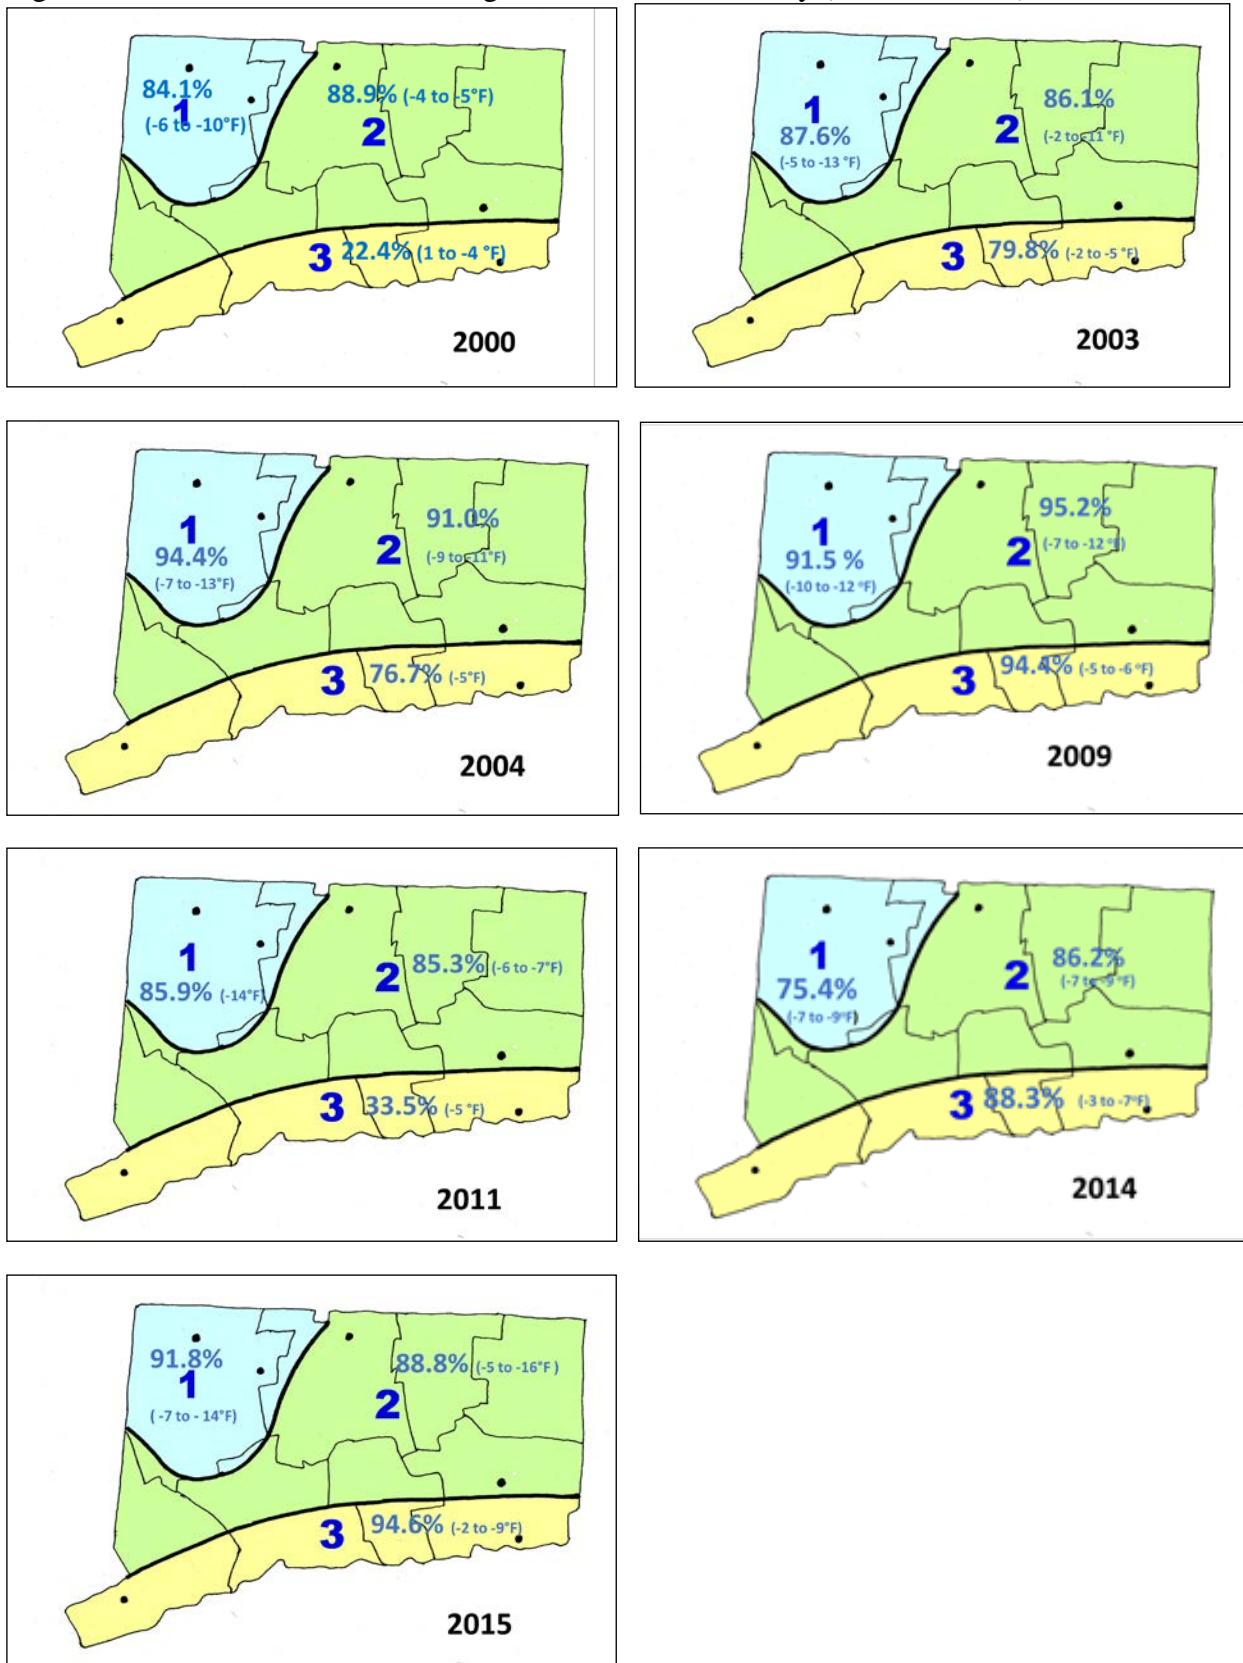 84.1%
1
(-6 to -10°F)
88.9% (-4 to -5°F)
2
3 22.4% (1 to -4 °F)
2000
1
87.6%
(-5 to -13 °F)
86.1%
2 (-2 to -11 °F)
3 79.8% (-2 to -5 °F)
2003
1
94.4%
(-7 to -13°F)
91.0%
2 (-9 to -11°F)
3 76.7% (-5°F)
2004
1
91.5 %
(-10 to -12 °F)
95.2%
2 (-7 to -12 °F)
3 94.4% (-5 to -6 °F)
2009
1
85.9% (-14°F)
2 85.3% (-6 to -7°F)
3 33.5% (-5 °F)
2011
1
75.4%
(-7 to -9°F)
86.2%
2 (-7 to -9 °F)
3 88.3% (-3 to -7°F)
2014
91.8%
1
( -7 to - 14°F)
88.8% (-5 to -16°F )
2
3 94.6% (-2 to -9°F)
2015